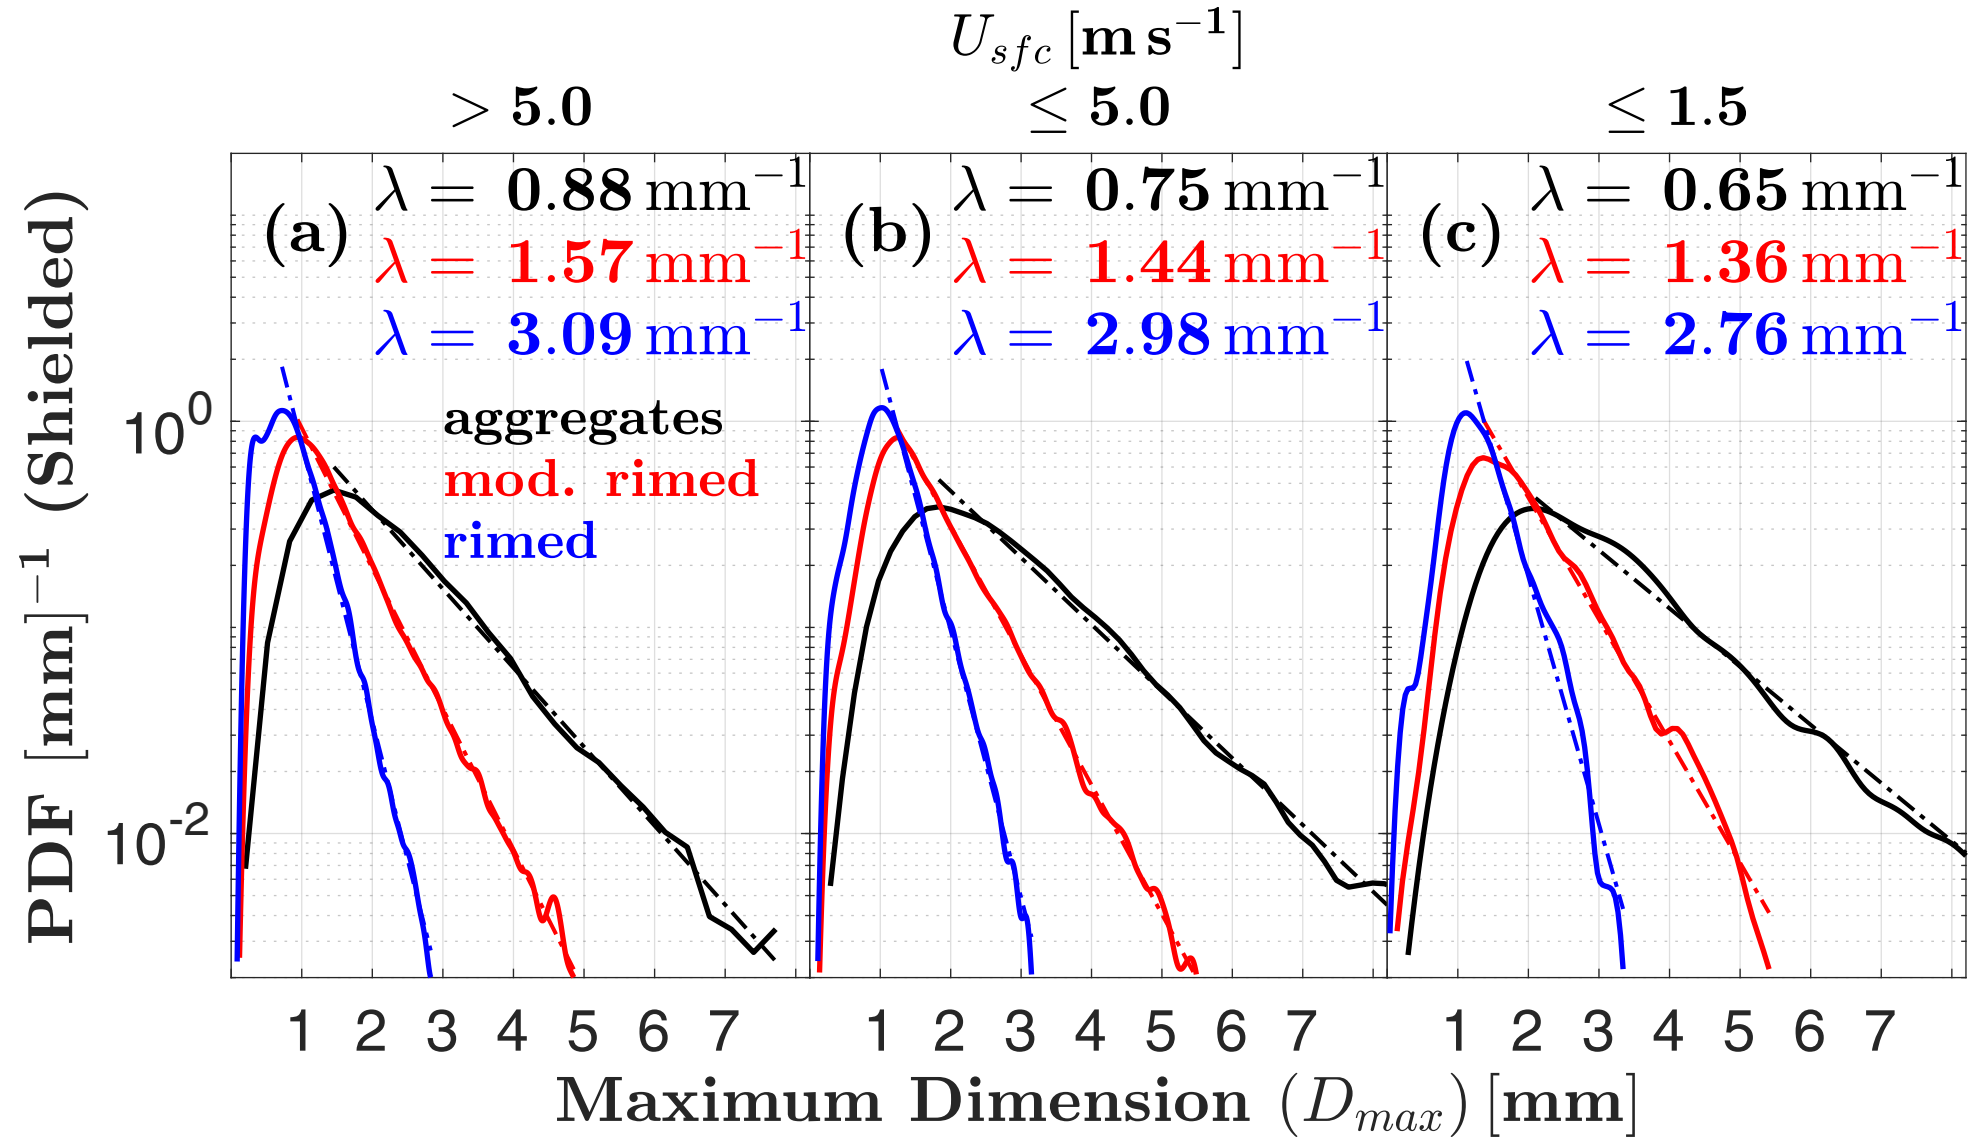 U_{sfc} [m s^{-1}]
> 5.0
≤ 5.0
≤ 1.5
(a)
λ = 0.88 mm^{-1}
λ = 1.57 mm^{-1}
λ = 3.09 mm^{-1}
aggregates
mod. rimed
rimed
(b)
λ = 0.75 mm^{-1}
λ = 1.44 mm^{-1}
λ = 2.98 mm^{-1}
(c)
λ = 0.65 mm^{-1}
λ = 1.36 mm^{-1}
λ = 2.76 mm^{-1}
PDF [mm]^{-1} (Shielded)
10^{0}
10^{-2}
1 2 3 4 5 6 7
1 2 3 4 5 6 7
1 2 3 4 5 6 7
Maximum Dimension (D_{max}) [mm]